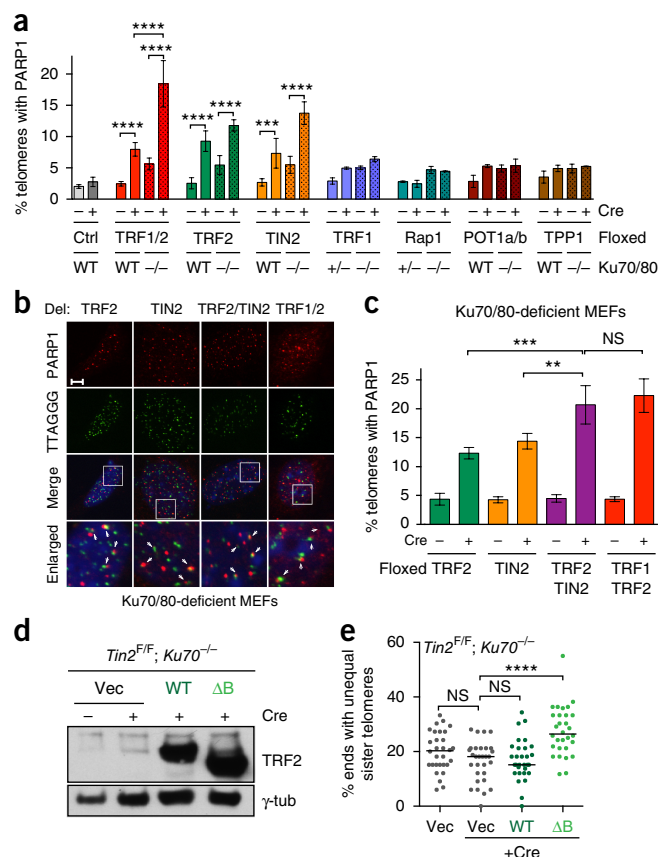 a
% telomeres with PARP1
20
15
10
5
0
**** **** **** **** **** *** ****
– + – + – + – + – + – + – + – + – + – + – + – + – + – + – + Cre
Ctrl TRF1/2 TRF2 TIN2 TRF1 Rap1 POT1a/b TPP1 Floxed
WT WT –/– WT –/– WT –/– +/– –/– +/– –/– WT –/– WT –/– Ku70/80
b
Del: TRF2 TIN2 TRF2/TIN2 TRF1/2
PARP1
TTAGGG
Merge
Enlarged
Ku70/80-deficient MEFs
c
Ku70/80-deficient MEFs
*** NS
**
% telomeres with PARP1
25
20
15
10
5
0
Cre – + – + – + – +
Floxed TRF2 TIN2 TRF2 TRF1
TIN2 TRF2
d
Tin2F/F; Ku70–/–
Vec WT ΔB
– + + + Cre
TRF2
γ-tub
e
Tin2F/F; Ku70–/–
% ends with unequal
sister telomeres
60
40
20
0
****
NS NS
Vec Vec WT ΔB
+Cre